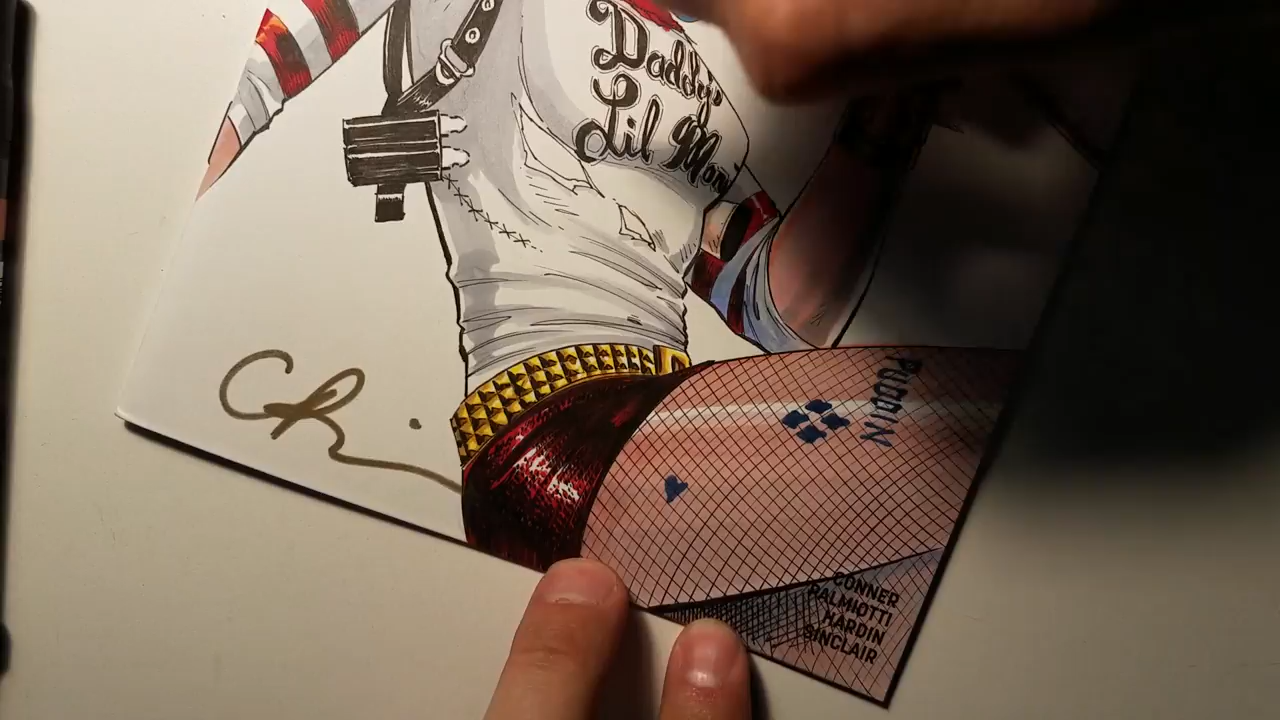 Daddy's
Lil Mon
PUDDIN
CONNER
PALMIOTTI
HARDIN
SINCLAIR